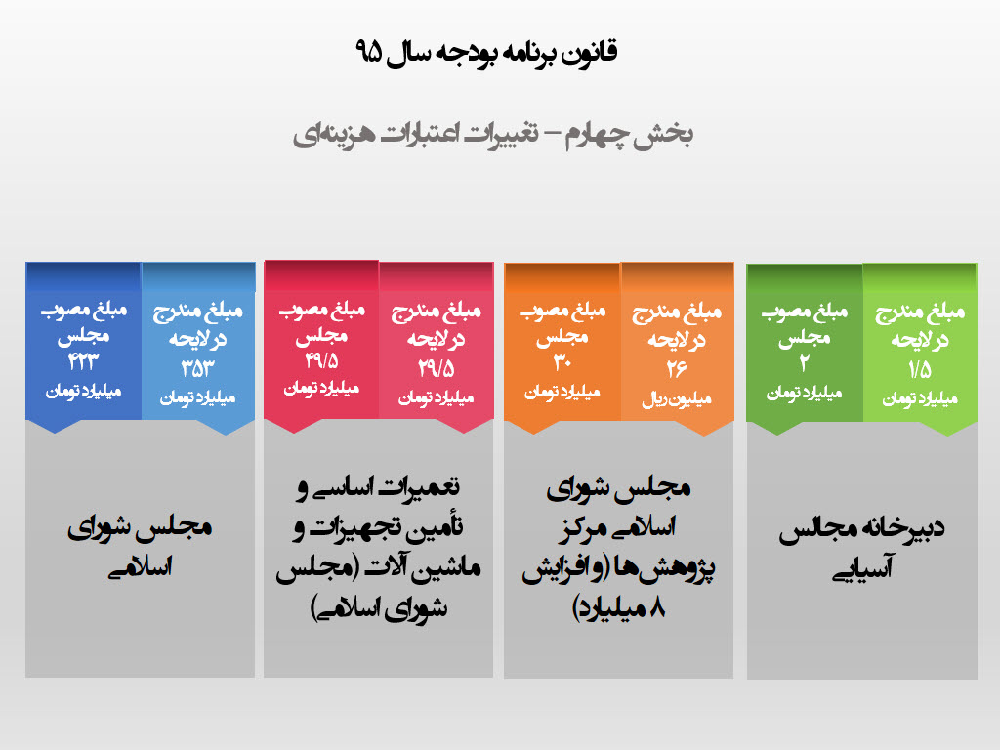 قانون برنامه بودجه سال ۹۵
بخش چهارم – تغییرات اعتبارات هزینه‌ای
مبلغ مندرج
در لایحه
۱/۵
میلیارد تومان
مبلغ مصوب
مجلس
۲
میلیارد تومان
دبیرخانه مجالس
آسیایی
مبلغ مندرج
در لایحه
۲۶
میلیون ریال
مبلغ مصوب
مجلس
۳۰
میلیارد تومان
مجلس شورای
اسلامی مرکز
پژوهش‌ها (و افزایش
۸ میلیارد)
مبلغ مندرج
در لایحه
۲۹/۵
میلیارد تومان
مبلغ مصوب
مجلس
۴۹/۵
میلیارد تومان
تعمیرات اساسی و
تأمین تجهیزات و
ماشین آلات (مجلس
شورای اسلامی)
مبلغ مندرج
در لایحه
۳۵۳
میلیارد تومان
مبلغ مصوب
مجلس
۴۲۳
میلیارد تومان
مجلس شورای
اسلامی